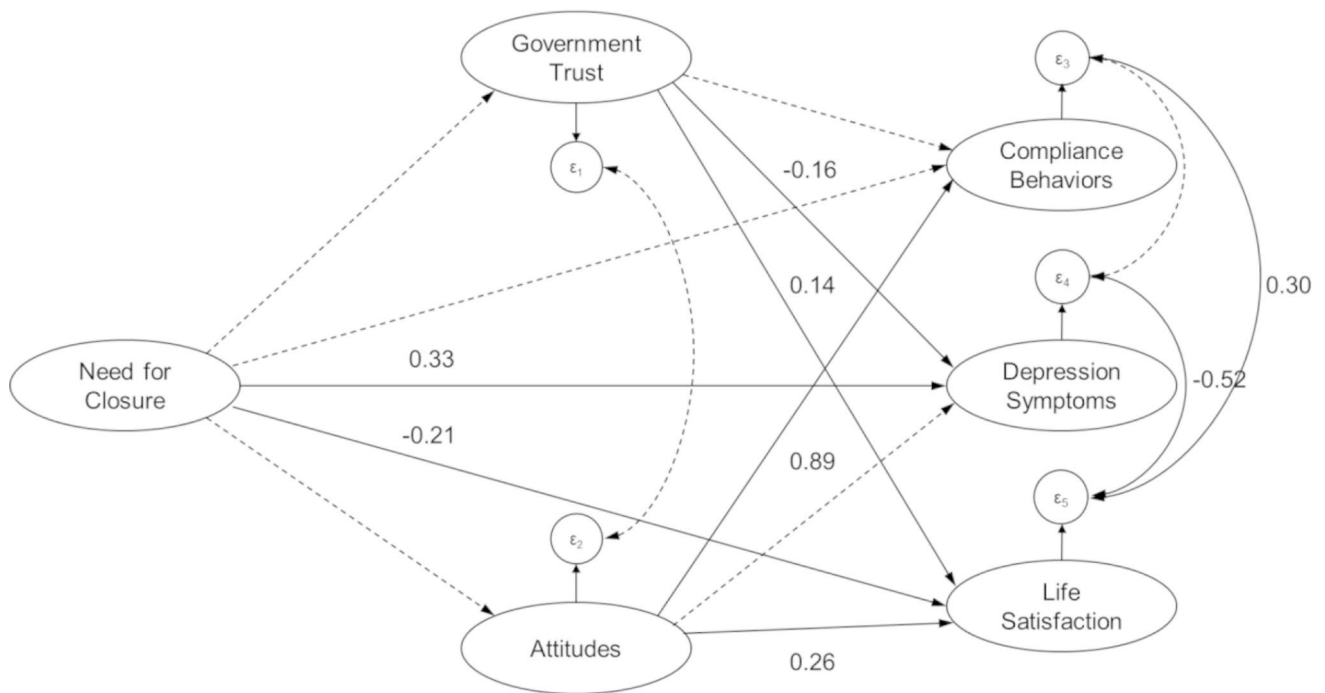 Government
Trust
ε3
ε1
Compliance
Behaviors
-0.16
ε4
0.14
0.30
Need for
Closure
0.33
Depression
Symptoms
-0.52
-0.21
0.89
ε5
ε2
Life
Satisfaction
Attitudes
0.26